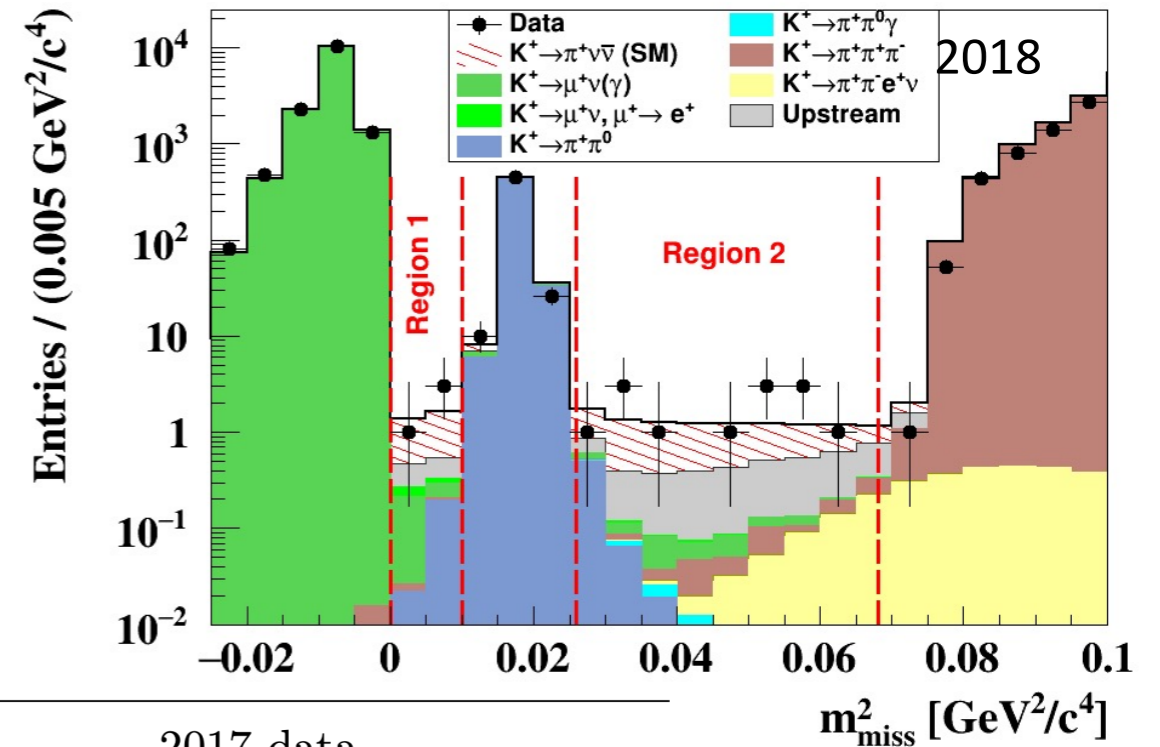 Data
K⁺→π⁺νν̅ (SM)
K⁺→μ⁺ν(γ)
K⁺→μ⁺ν, μ⁺→ e⁺
K⁺→π⁺π⁰
K⁺→π⁺π⁰γ
K⁺→π⁺π⁺π⁻
K⁺→π⁺π⁻e⁺ν
Upstream
2018
Entries / (0.005 GeV²/c⁴)
10⁴
10³
10²
10
1
10⁻¹
10⁻²
Region 1
Region 2
−0.02 0 0.02 0.04 0.06 0.08 0.1
m²miss [GeV²/c⁴]
2017 data